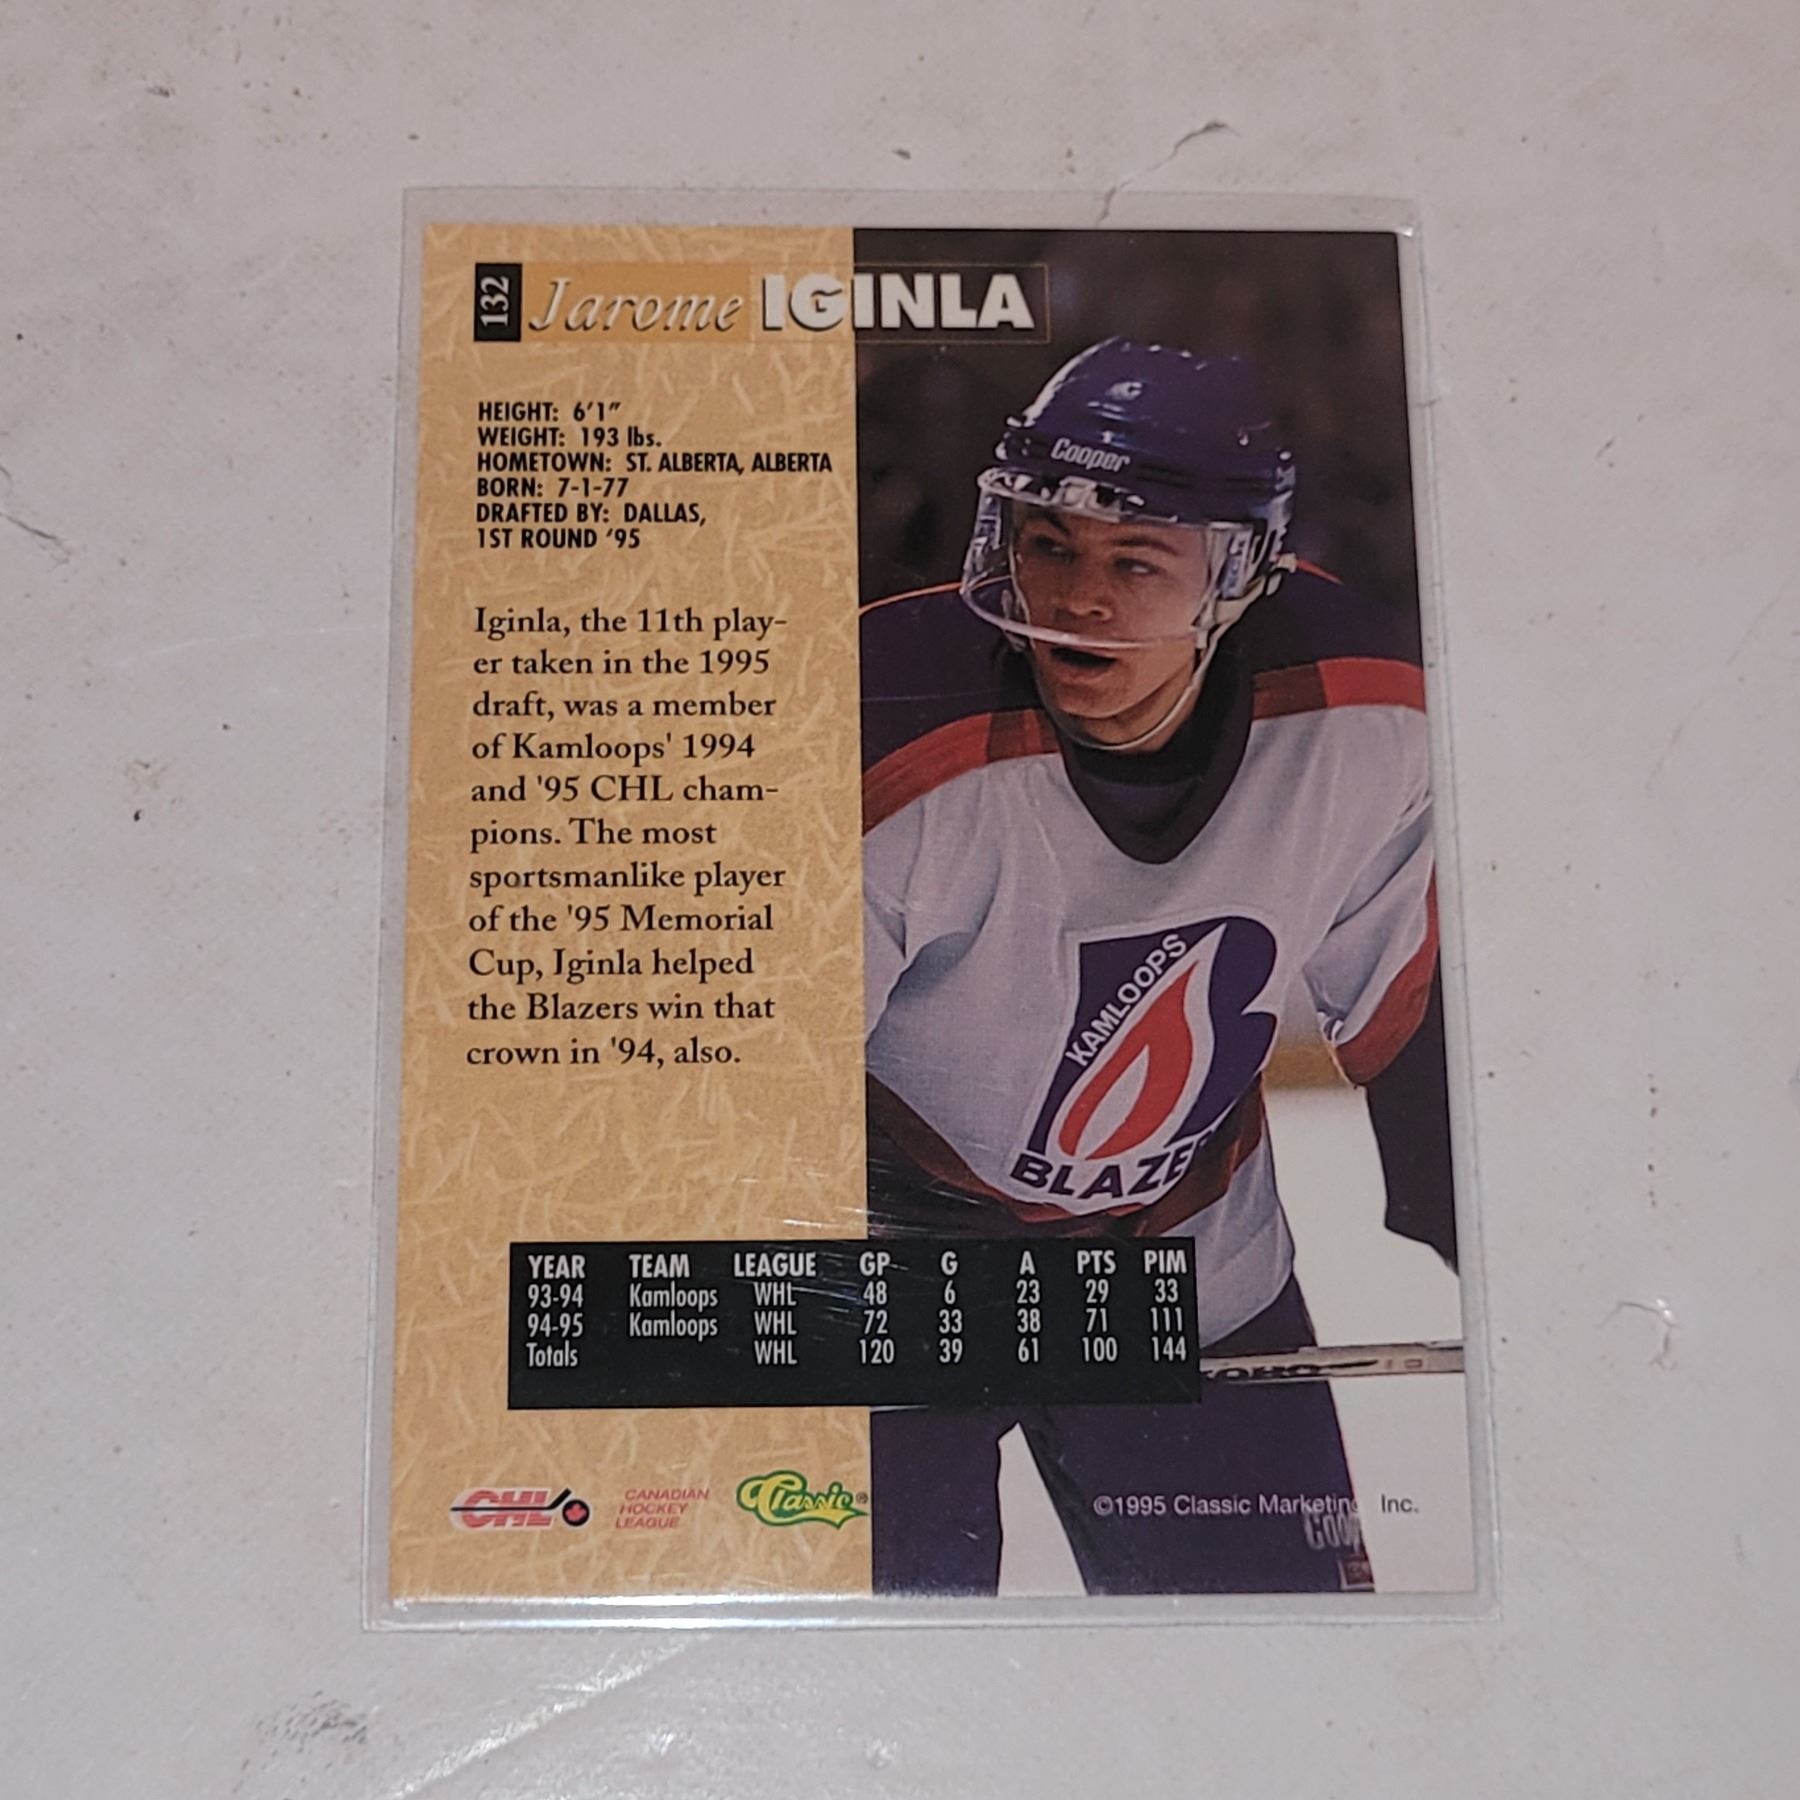 132 Jarome IGINLA
HEIGHT: 6'1"
WEIGHT: 193 lbs.
HOMETOWN: ST. ALBERTA, ALBERTA
BORN: 7-1-77
DRAFTED BY: DALLAS,
1ST ROUND '95
Iginla, the 11th play-
er taken in the 1995
draft, was a member
of Kamloops' 1994
and '95 CHL cham-
pions. The most
sportsmanlike player
of the '95 Memorial
Cup, Iginla helped
the Blazers win that
crown in '94, also.
Cooper
KAMLOOPS
BLAZE
YEAR TEAM LEAGUE GP G A PTS PIM
93-94 Kamloops WHL 48 6 23 29 33
94-95 Kamloops WHL 72 33 38 71 111
Totals WHL 120 39 61 100 144
CHL
CANADIAN
HOCKEY
LEAGUE
Classic®
©1995 Classic Marketing Inc.
Coop